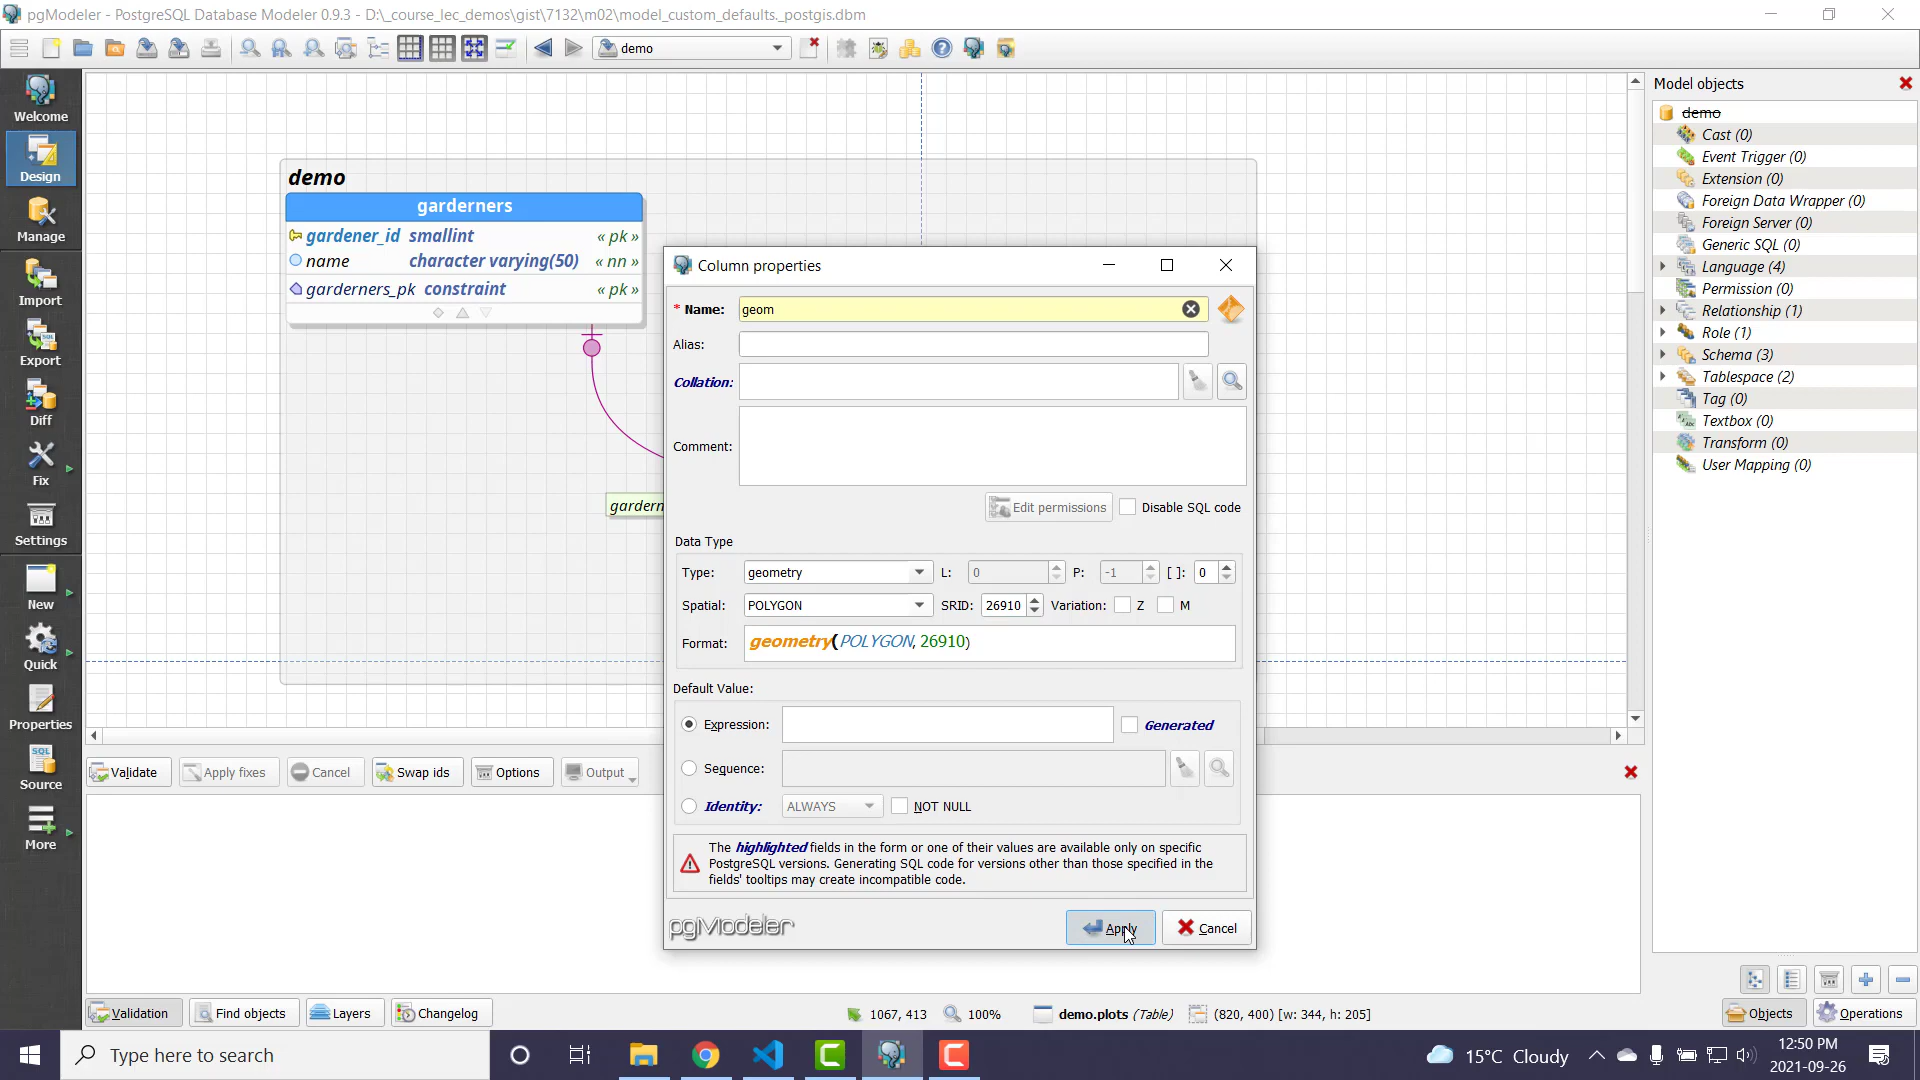 pgModeler - PostgreSQL Database Modeler 0.9.3 - D:\_course_lec_demos\gist\7132\m02\model_custom_defaults._postgis.dbm
demo
Welcome
Design
Manage
Import
Export
Diff
Fix
Settings
New
Quick
Properties
SQL
Source
More
demo
garderners
gardener_id smallint « pk »
name character varying(50) « nn »
garderners_pk constraint « pk »
gardern
Column properties
* Name: geom
Alias:
Collation:
Comment:
Edit permissions Disable SQL code
Data Type
Type: geometry L: 0 P: -1 [ ]: 0
Spatial: POLYGON SRID: 26910 Variation: Z M
Format: geometry(POLYGON, 26910)
Default Value:
Expression: Generated
Sequence:
Identity: ALWAYS NOT NULL
The highlighted fields in the form or one of their values are available only on specific
PostgreSQL versions. Generating SQL code for versions other than those specified in the
fields' tooltips may create incompatible code.
pgModeler
Apply Cancel
Model objects
demo
Cast (0)
Event Trigger (0)
Extension (0)
Foreign Data Wrapper (0)
Foreign Server (0)
Generic SQL (0)
Language (4)
Permission (0)
Relationship (1)
Role (1)
Schema (3)
Tablespace (2)
Tag (0)
Textbox (0)
Transform (0)
User Mapping (0)
Validate Apply fixes Cancel Swap ids Options Output
Validation Find objects Layers Changelog 1067, 413 100% demo.plots (Table) (820, 400) [w: 344, h: 205] Objects Operations
Type here to search
15°C Cloudy
12:50 PM
2021-09-26